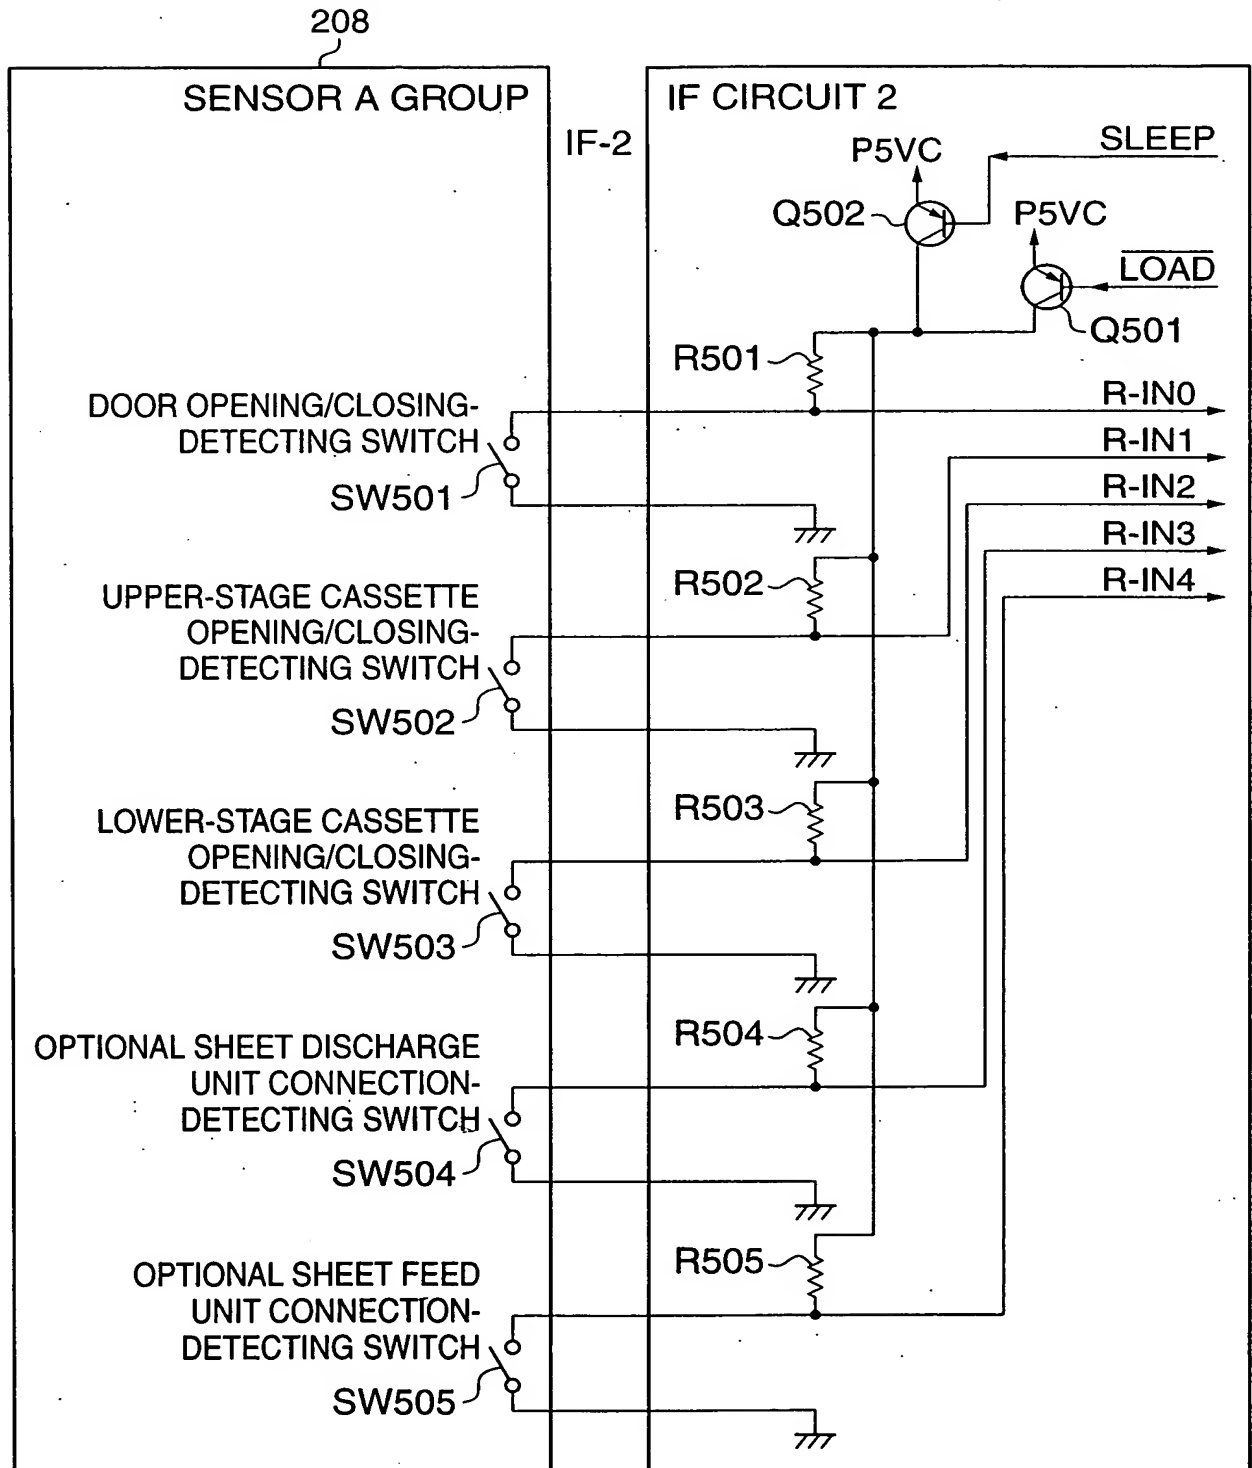 208
SENSOR A GROUP
IF-2
IF CIRCUIT 2
P5VC
SLEEP
Q502
P5VC
LOAD
Q501
R501
DOOR OPENING/CLOSING-
DETECTING SWITCH
SW501
R-IN0
R-IN1
R-IN2
R-IN3
R-IN4
R502
UPPER-STAGE CASSETTE
OPENING/CLOSING-
DETECTING SWITCH
SW502
R503
LOWER-STAGE CASSETTE
OPENING/CLOSING-
DETECTING SWITCH
SW503
R504
OPTIONAL SHEET DISCHARGE
UNIT CONNECTION-
DETECTING SWITCH
SW504
R505
OPTIONAL SHEET FEED
UNIT CONNECTION-
DETECTING SWITCH
SW505